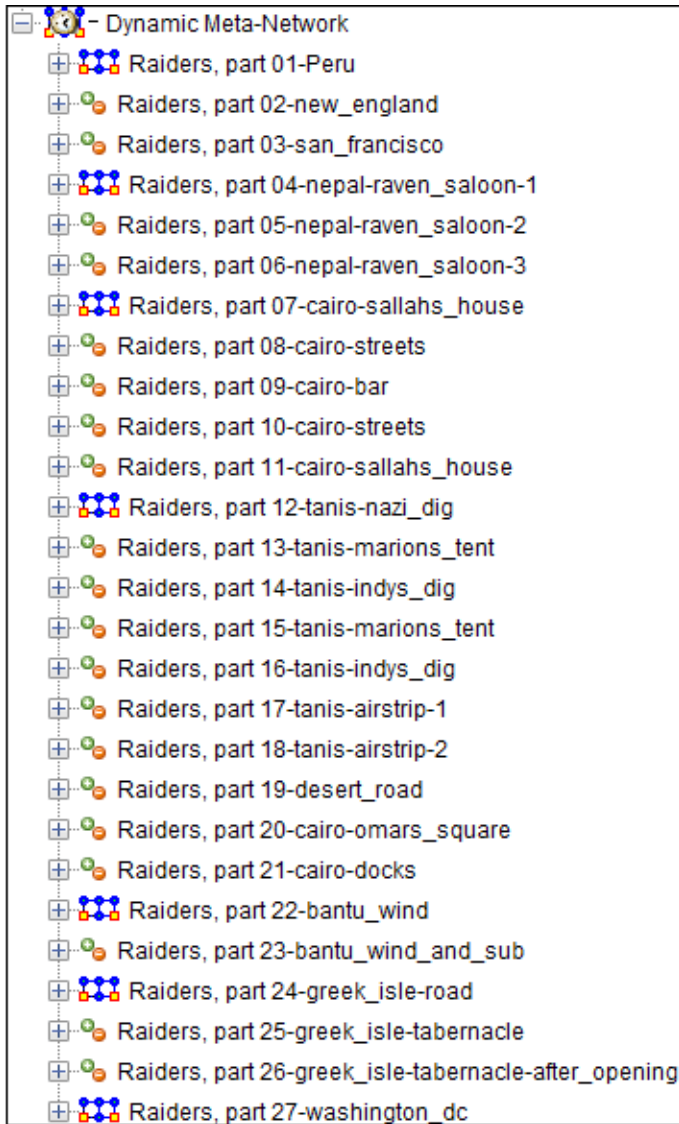 Dynamic Meta-Network
Raiders, part 01-Peru
Raiders, part 02-new_england
Raiders, part 03-san_francisco
Raiders, part 04-nepal-raven_saloon-1
Raiders, part 05-nepal-raven_saloon-2
Raiders, part 06-nepal-raven_saloon-3
Raiders, part 07-cairo-sallahs_house
Raiders, part 08-cairo-streets
Raiders, part 09-cairo-bar
Raiders, part 10-cairo-streets
Raiders, part 11-cairo-sallahs_house
Raiders, part 12-tanis-nazi_dig
Raiders, part 13-tanis-marions_tent
Raiders, part 14-tanis-indys_dig
Raiders, part 15-tanis-marions_tent
Raiders, part 16-tanis-indys_dig
Raiders, part 17-tanis-airstrip-1
Raiders, part 18-tanis-airstrip-2
Raiders, part 19-desert_road
Raiders, part 20-cairo-omars_square
Raiders, part 21-cairo-docks
Raiders, part 22-bantu_wind
Raiders, part 23-bantu_wind_and_sub
Raiders, part 24-greek_isle-road
Raiders, part 25-greek_isle-tabernacle
Raiders, part 26-greek_isle-tabernacle-after_opening
Raiders, part 27-washington_dc